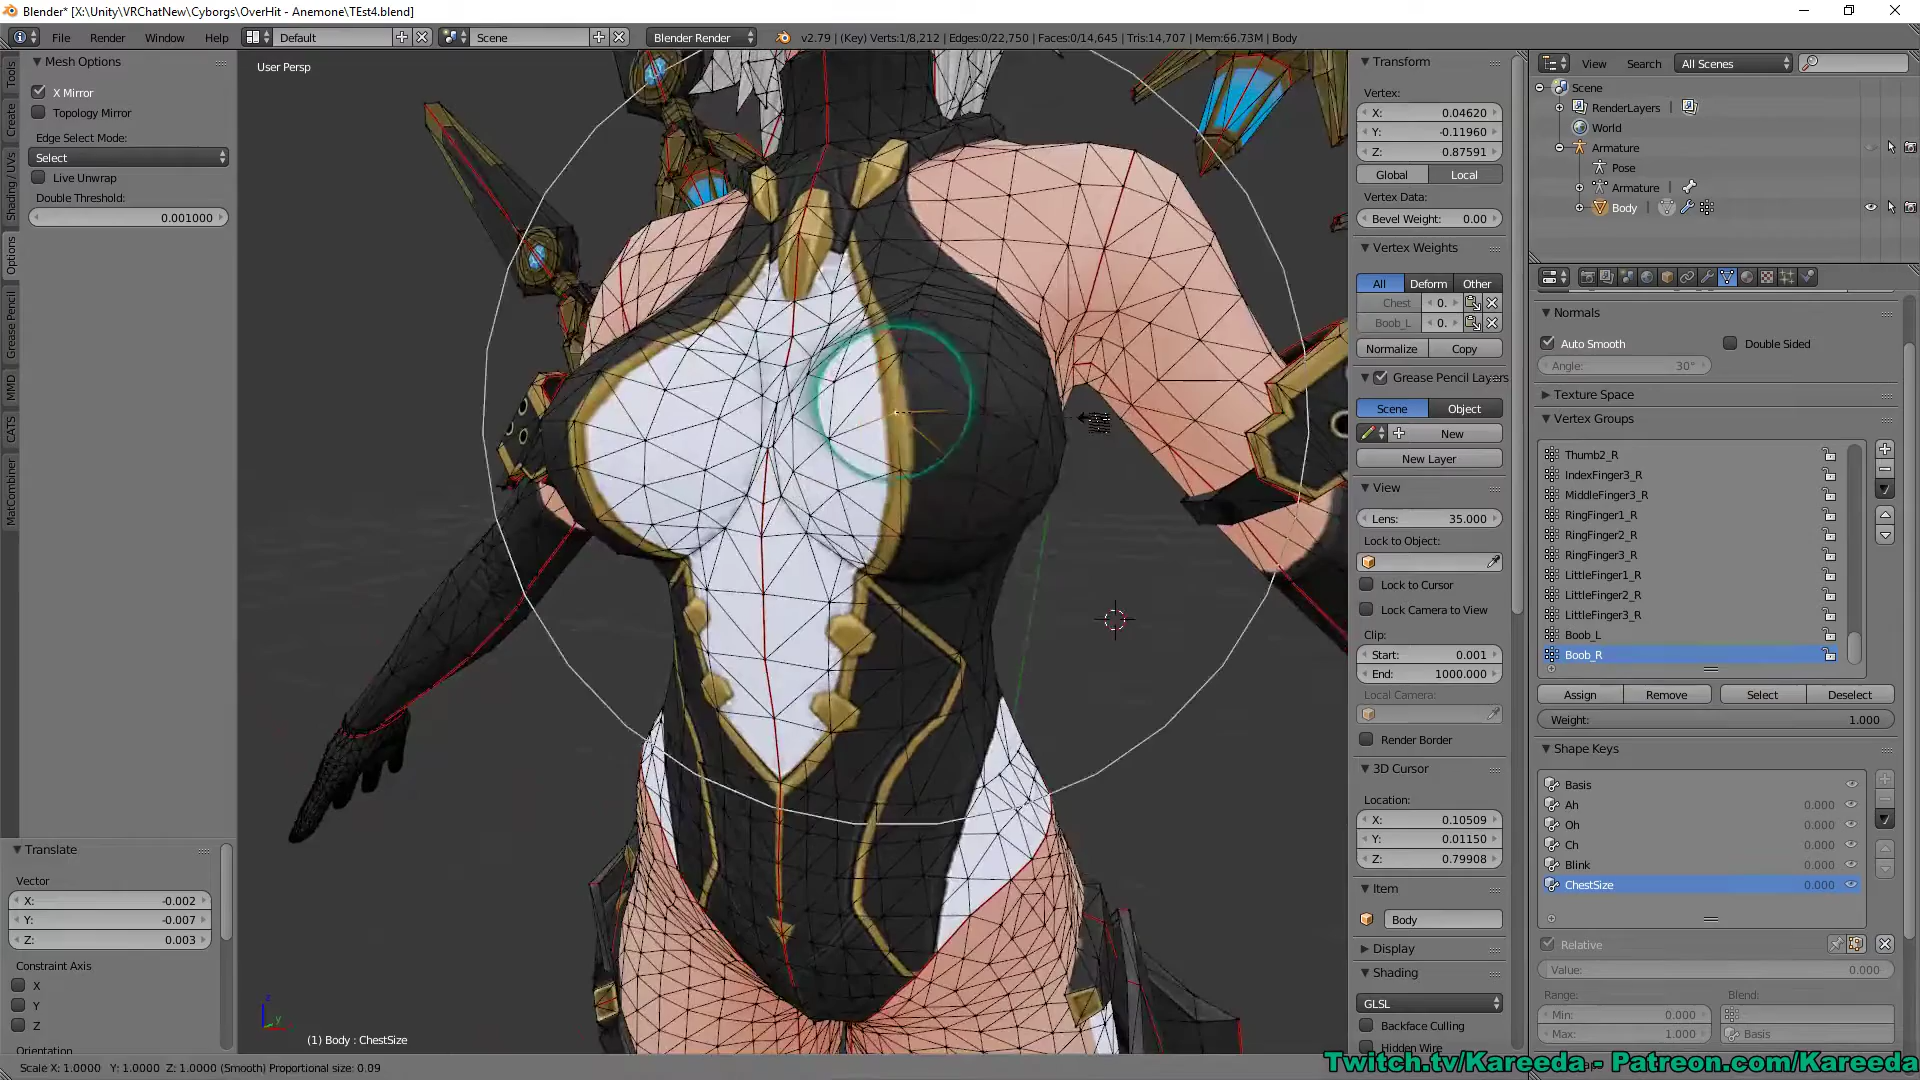 Blender* [X:\Unity\VRChatNew\Cyborgs\OverHit - Anemone\TEst4.blend]
File Render Window Help Default Scene Blender Render v2.79 | (Key) Verts:1/8,212 | Edges:0/22,750 | Faces:0/14,645 | Tris:14,707 | Mem:66.73M | Body
Mesh Options
X Mirror
Topology Mirror
Edge Select Mode:
Select
Live Unwrap
Double Threshold:
0.001000
Tools
Create
Shading / UVs
Options
Grease Pencil
MMD
CATS
MatCombiner
Translate
Vector
X: -0.002
Y: -0.007
Z: 0.003
Constraint Axis
X
Y
Z
Orientation
User Persp
(1) Body : ChestSize
Scale X: 1.0000 Y: 1.0000 Z: 1.0000 (Smooth) Proportional size: 0.09
Transform
Vertex:
X: 0.04620
Y: -0.11960
Z: 0.87591
Global Local
Vertex Data:
Bevel Weight: 0.00
Vertex Weights
All Deform Other
Chest 0.
Boob_L 0.
Normalize Copy
Grease Pencil Layers
Scene Object
New
New Layer
View
Lens: 35.000
Lock to Object:
Lock to Cursor
Lock Camera to View
Clip:
Start: 0.001
End: 1000.000
Local Camera:
Render Border
3D Cursor
Location:
X: 0.10509
Y: 0.01150
Z: 0.79908
Item
Body
Display
Shading
GLSL
Backface Culling
Hidden Wire
View Search All Scenes
Scene
RenderLayers
World
Armature
Pose
Armature
Body
Normals
Auto Smooth Double Sided
Angle: 30°
Texture Space
Vertex Groups
Thumb2_R
IndexFinger3_R
MiddleFinger3_R
RingFinger1_R
RingFinger2_R
RingFinger3_R
LittleFinger1_R
LittleFinger2_R
LittleFinger3_R
Boob_L
Boob_R
Assign Remove Select Deselect
Weight: 1.000
Shape Keys
Basis
Ah 0.000
Oh 0.000
Ch 0.000
Blink 0.000
ChestSize 0.000
Relative
Value: 0.000
Range: Blend:
Min: 0.000
Max: 1.000 Basis
Twitch.tv/Kareeda - Patreon.com/Kareeda